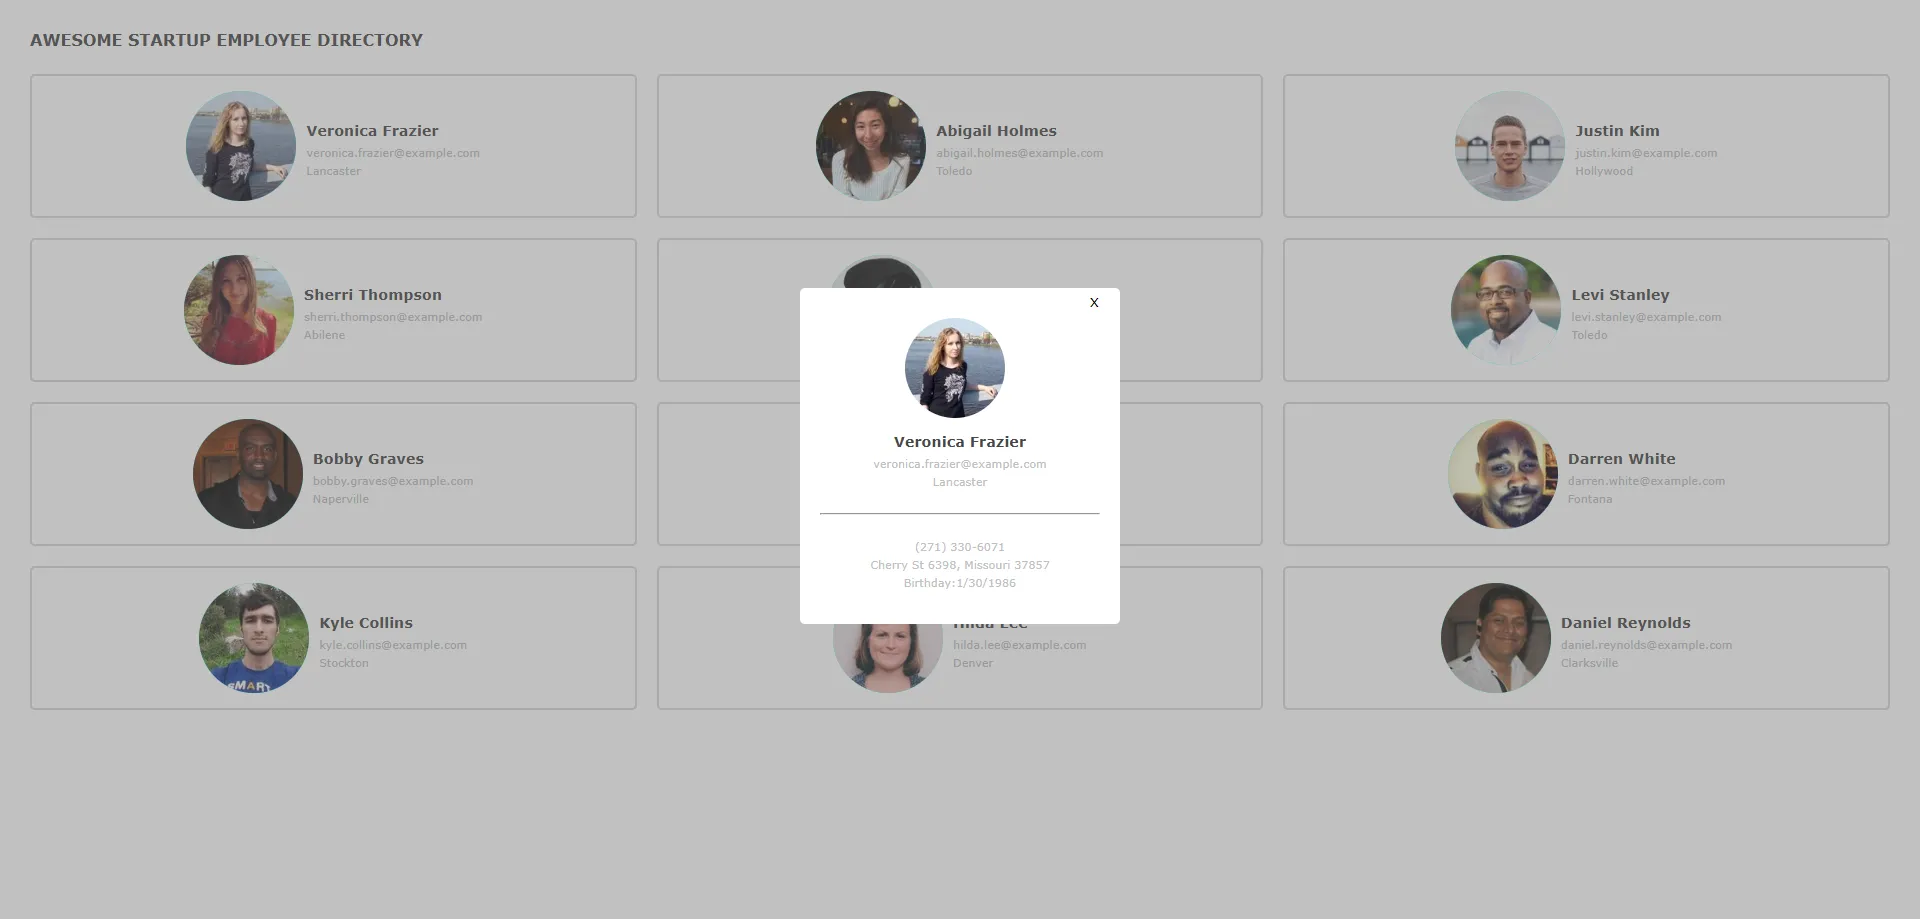 AWESOME STARTUP EMPLOYEE DIRECTORY
Veronica Frazier
veronica.frazier@example.com
Lancaster
Abigail Holmes
abigail.holmes@example.com
Toledo
Justin Kim
justin.kim@example.com
Hollywood
Sherri Thompson
sherri.thompson@example.com
Abilene
Levi Stanley
levi.stanley@example.com
Toledo
X
Veronica Frazier
veronica.frazier@example.com
Lancaster
(271) 330-6071
Cherry St 6398, Missouri 37857
Birthday:1/30/1986
Bobby Graves
bobby.graves@example.com
Naperville
Darren White
darren.white@example.com
Fontana
Kyle Collins
kyle.collins@example.com
Stockton
Hilda Lee
hilda.lee@example.com
Denver
Daniel Reynolds
daniel.reynolds@example.com
Clarksville
SMART